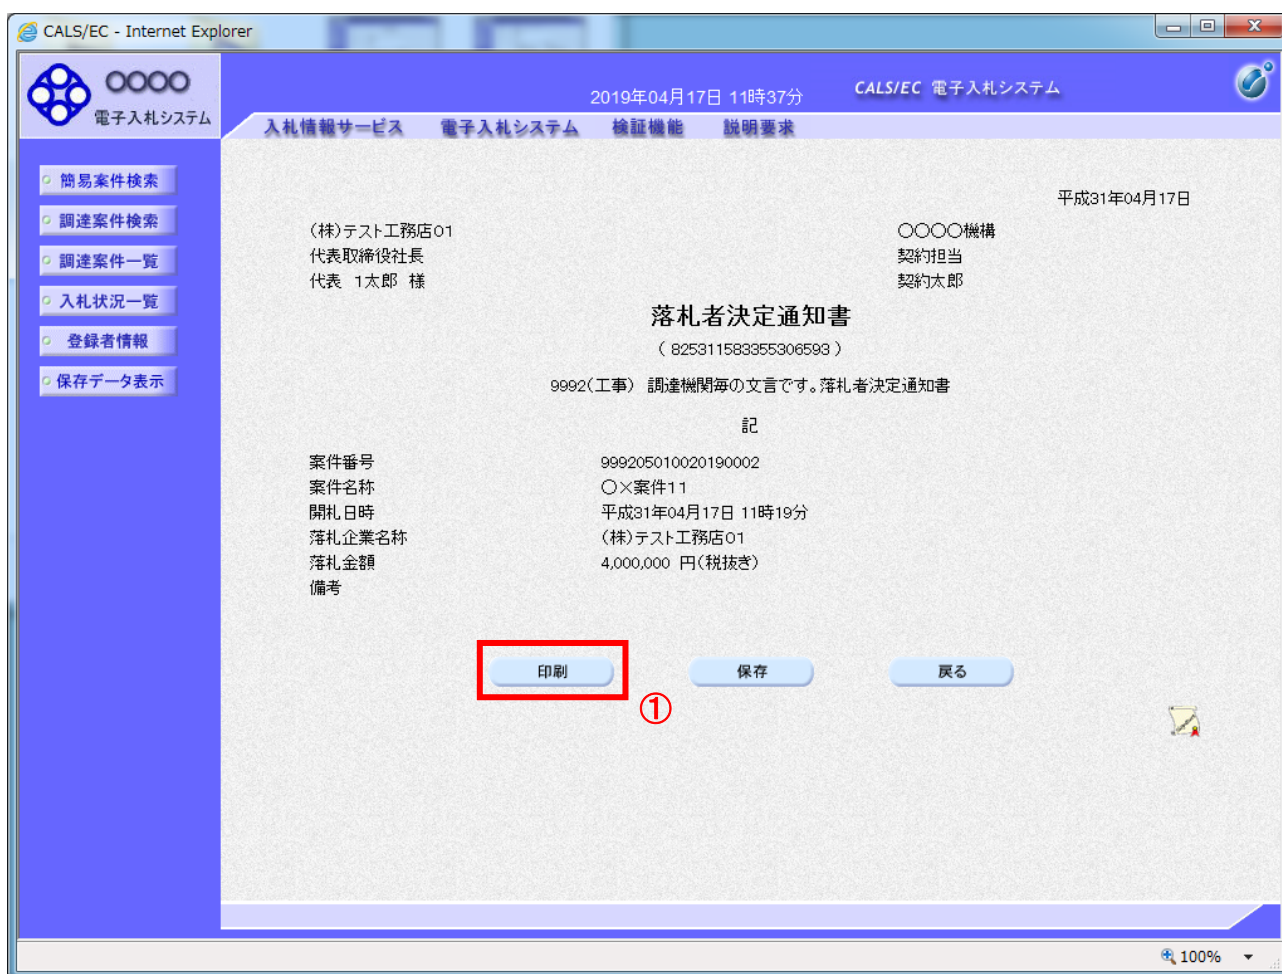 CALS/EC - Internet Explorer
○○○○
電子入札システム
2019年04月17日 11時37分
CALS/EC 電子入札システム
入札情報サービス 電子入札システム 検証機能 説明要求
簡易案件検索
調達案件検索
調達案件一覧
入札状況一覧
登録者情報
保存データ表示
平成31年04月17日
(株)テスト工務店01
代表取締役社長
代表 1太郎 様
○○○○機構
契約担当
契約太郎
落札者決定通知書
(825311583355306593)
9992(工事) 調達機関毎の文言です。落札者決定通知書
記
案件番号 999205010020190002
案件名称 ○×案件11
開札日時 平成31年04月17日 11時19分
落札企業名称 (株)テスト工務店01
落札金額 4,000,000 円(税抜き)
備考
印刷 保存 戻る
①
100%